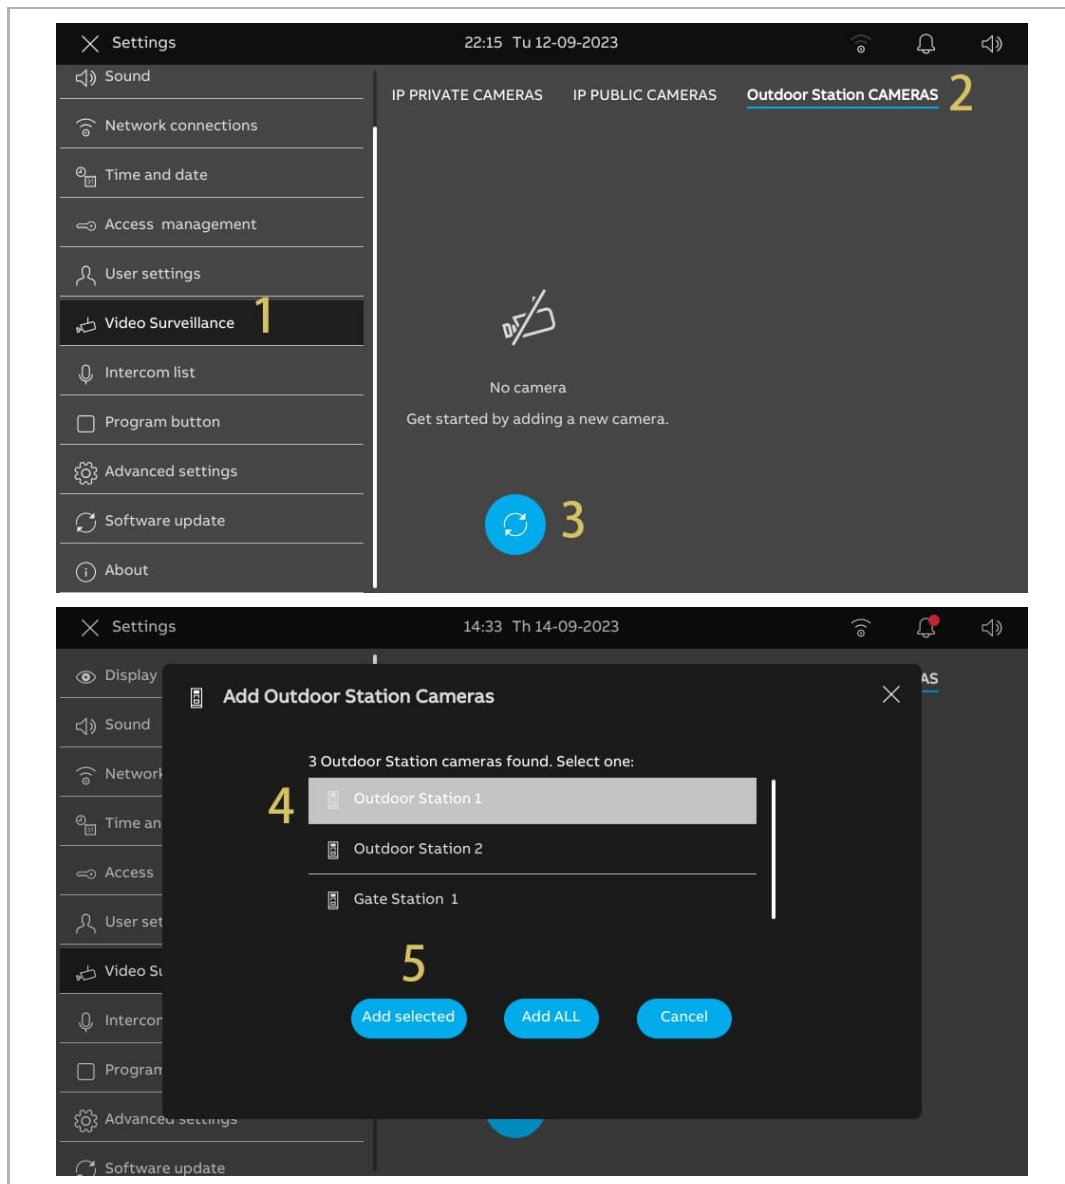 Settings
22:15 Tu 12-09-2023
Sound
IP PRIVATE CAMERAS
IP PUBLIC CAMERAS
Outdoor Station CAMERAS
2
Network connections
Time and date
Access management
User settings
1
Video Surveillance
Intercom list
No camera
Program button
Get started by adding a new camera.
Advanced settings
Software update
3
About
Settings
14:33 Th 14-09-2023
Display
AS
Add Outdoor Station Cameras
Sound
3 Outdoor Station cameras found. Select one:
Network
4
Outdoor Station 1
Time an
Outdoor Station 2
Access
Gate Station 1
User set
5
Video Su
Add selected
Add ALL
Cancel
Intercor
Program
Advanced settings
Software update